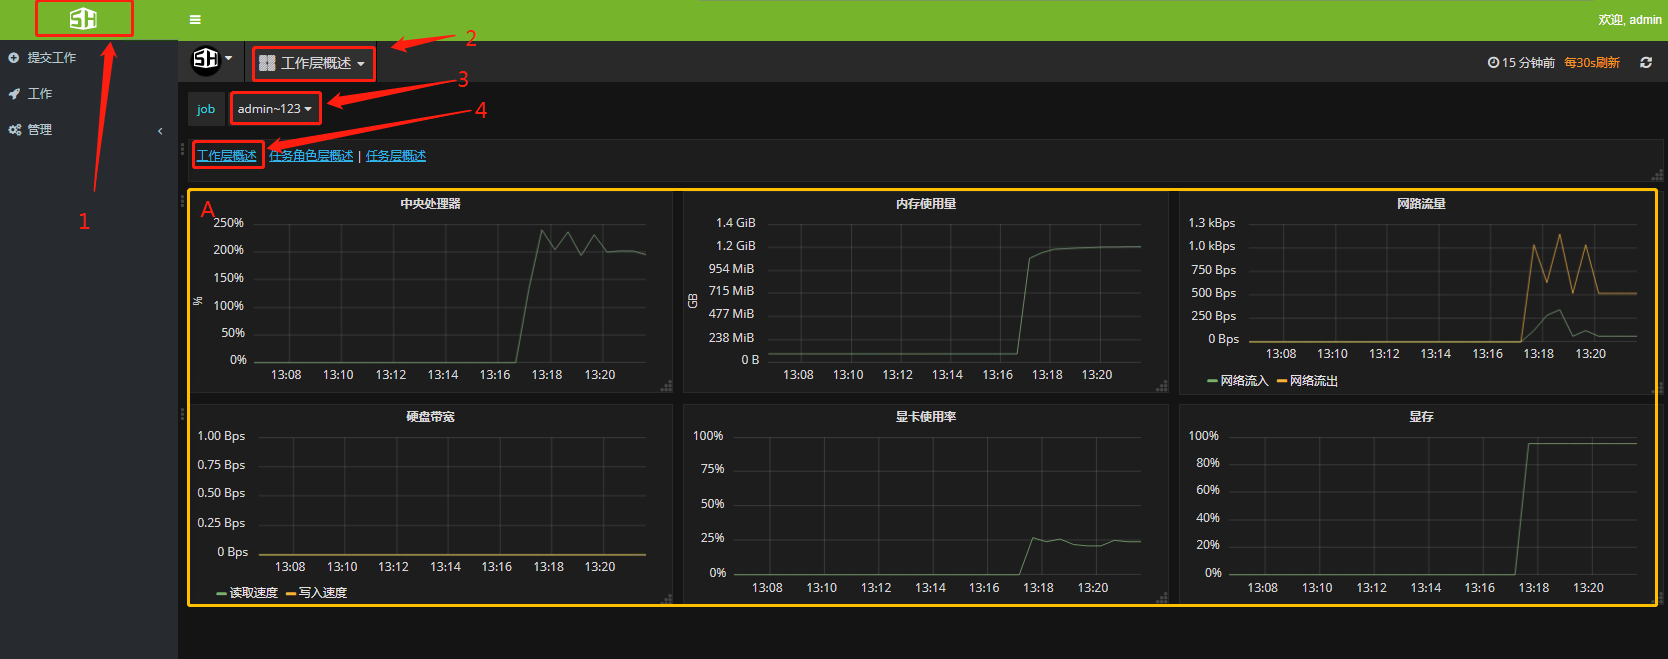 SH
欢迎, admin
1
提交工作
工作
管理
SH
工作层概述
2
15 分钟前
每30s刷新
job
admin~123
3
4
工作层概述
任务角色层概述 | 任务层概述
A
中央处理器
250%
200%
150%
100%
50%
0%
%
13:08 13:10 13:12 13:14 13:16 13:18 13:20
内存使用量
1.4 GiB
1.2 GiB
954 MiB
715 MiB
477 MiB
238 MiB
0 B
GB
13:08 13:10 13:12 13:14 13:16 13:18 13:20
网路流量
1.3 kBps
1.0 kBps
750 Bps
500 Bps
250 Bps
0 Bps
13:08 13:10 13:12 13:14 13:16 13:18 13:20
网络流入 网络流出
硬盘带宽
1.00 Bps
0.75 Bps
0.50 Bps
0.25 Bps
0 Bps
13:08 13:10 13:12 13:14 13:16 13:18 13:20
读取速度 写入速度
显卡使用率
100%
75%
50%
25%
0%
13:08 13:10 13:12 13:14 13:16 13:18 13:20
显存
100%
80%
60%
40%
20%
0%
13:08 13:10 13:12 13:14 13:16 13:18 13:20